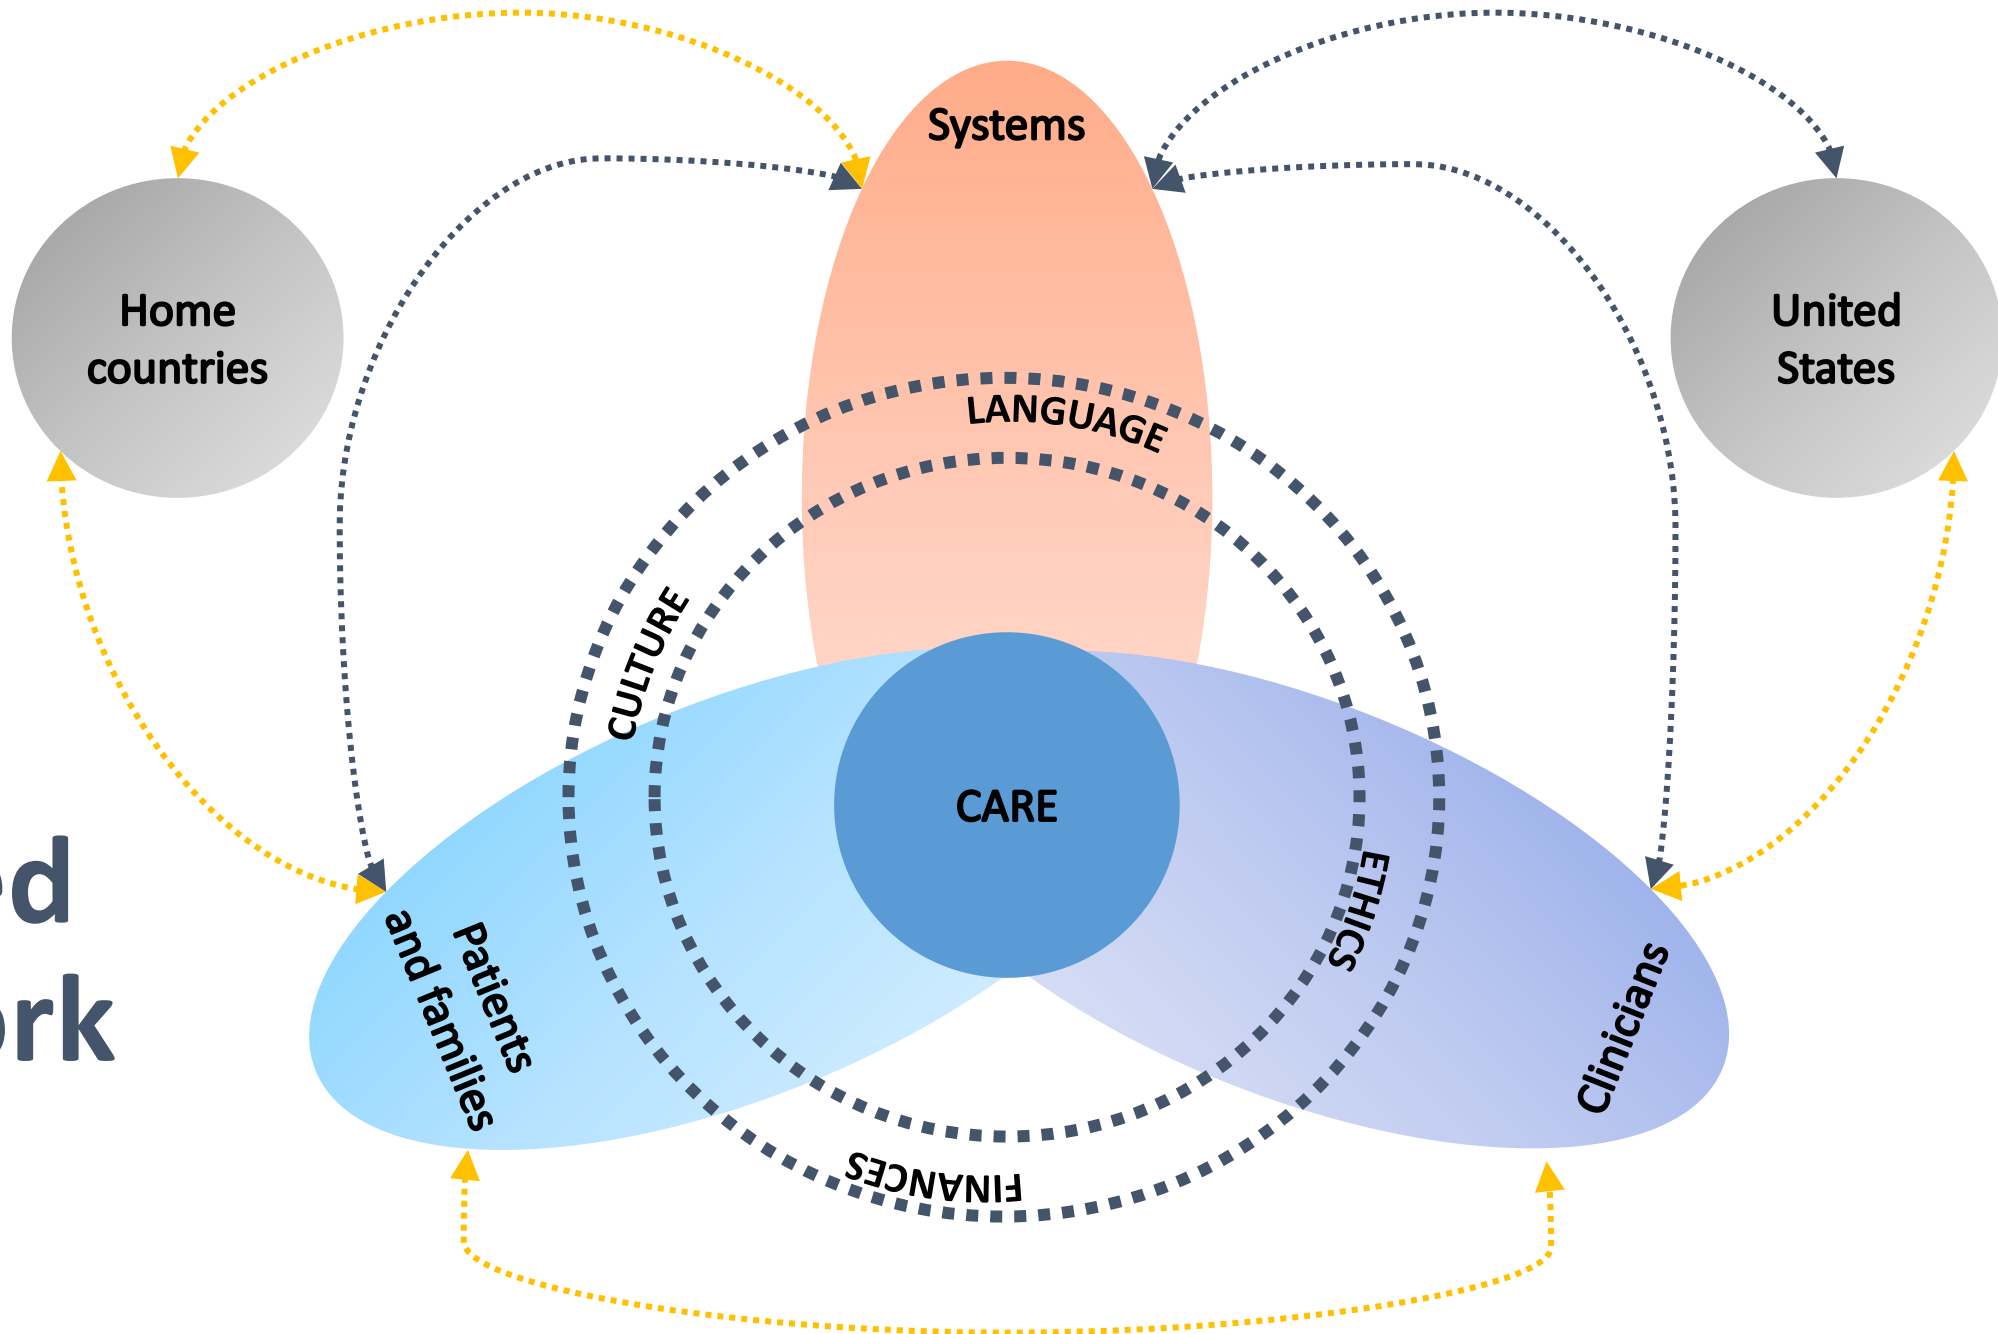 Systems
Home
countries
United
States
LANGUAGE
CULTURE
CARE
ETHICS
Patients
and families
Clinicians
FINANCES